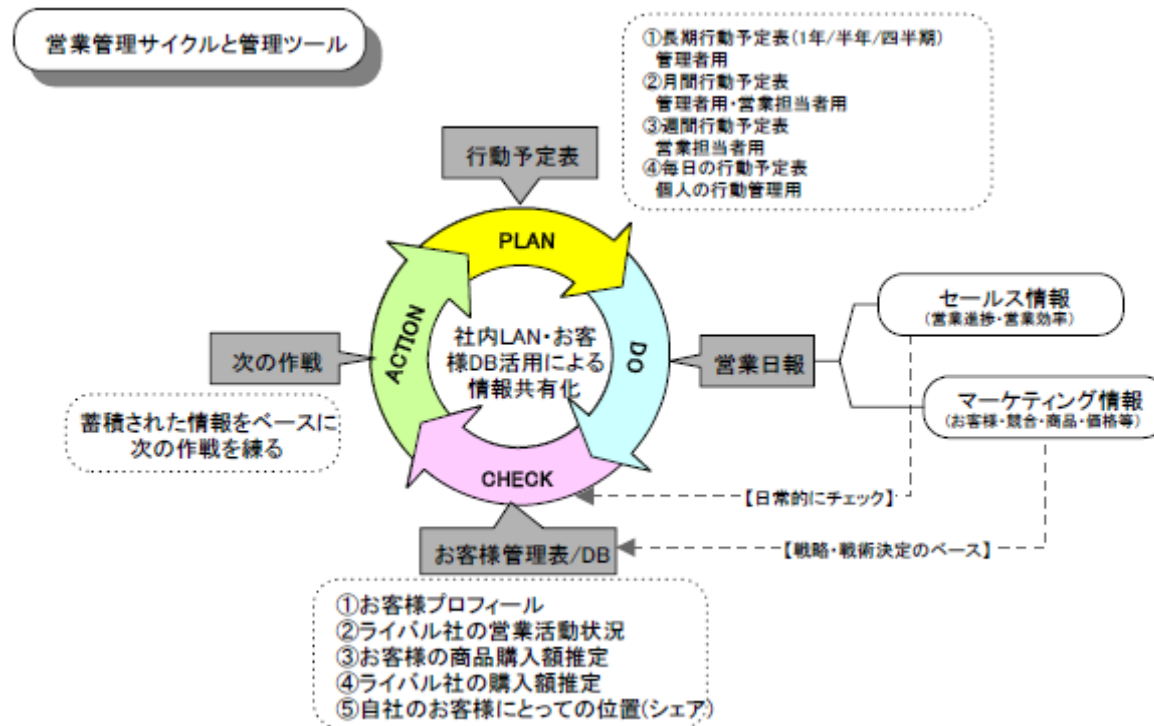 営業管理サイクルと管理ツール
①長期行動予定表(1年/半年/四半期)
管理者用
②月間行動予定表
管理者用・営業担当者用
③週間行動予定表
営業担当者用
④毎日の行動予定表
個人の行動管理用
行動予定表
PLAN
DO
CHECK
ACTION
社内LAN・お客
様DB活用による
情報共有化
営業日報
セールス情報
(営業進捗・営業効率)
マーケティング情報
(お客様・競合・商品・価格等)
次の作戦
蓄積された情報をベースに
次の作戦を練る
【日常的にチェック】
【戦略・戦術決定のベース】
お客様管理表/DB
①お客様プロフィール
②ライバル社の営業活動状況
③お客様の商品購入額推定
④ライバル社の購入額推定
⑤自社のお客様にとっての位置(シェア)